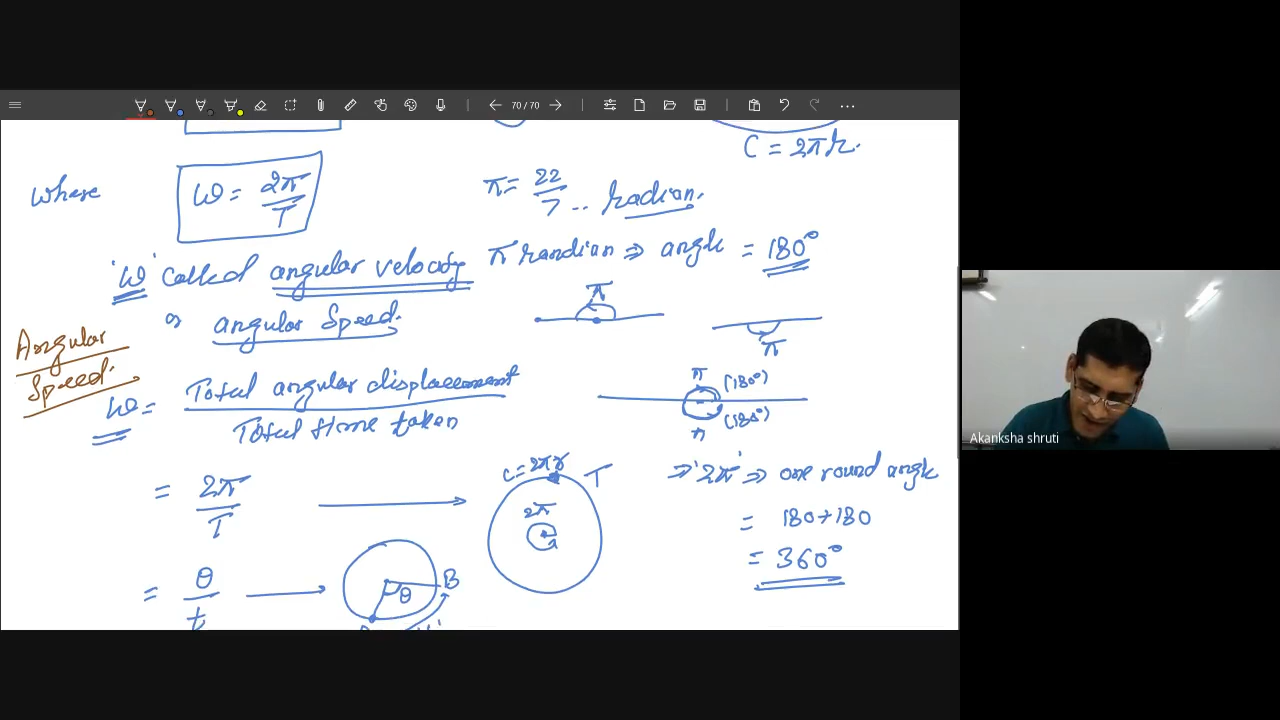 70 / 70
C = 2πr.
Where
ω = 2π/T
π = 22/7 .. radian.
'ω' called angular velocity
π randian ⇒ angle = 180°
or angular Speed.
π
π
Angular Speed.
ω = Total angular displacement / Total time taken
π (180°)
π (180°)
= 2π/T
C = 2πr
T
2π
⇒ '2π' ⇒ one round angle
= 180+180
= 360°
= θ/t
θ
B
Akanksha shruti